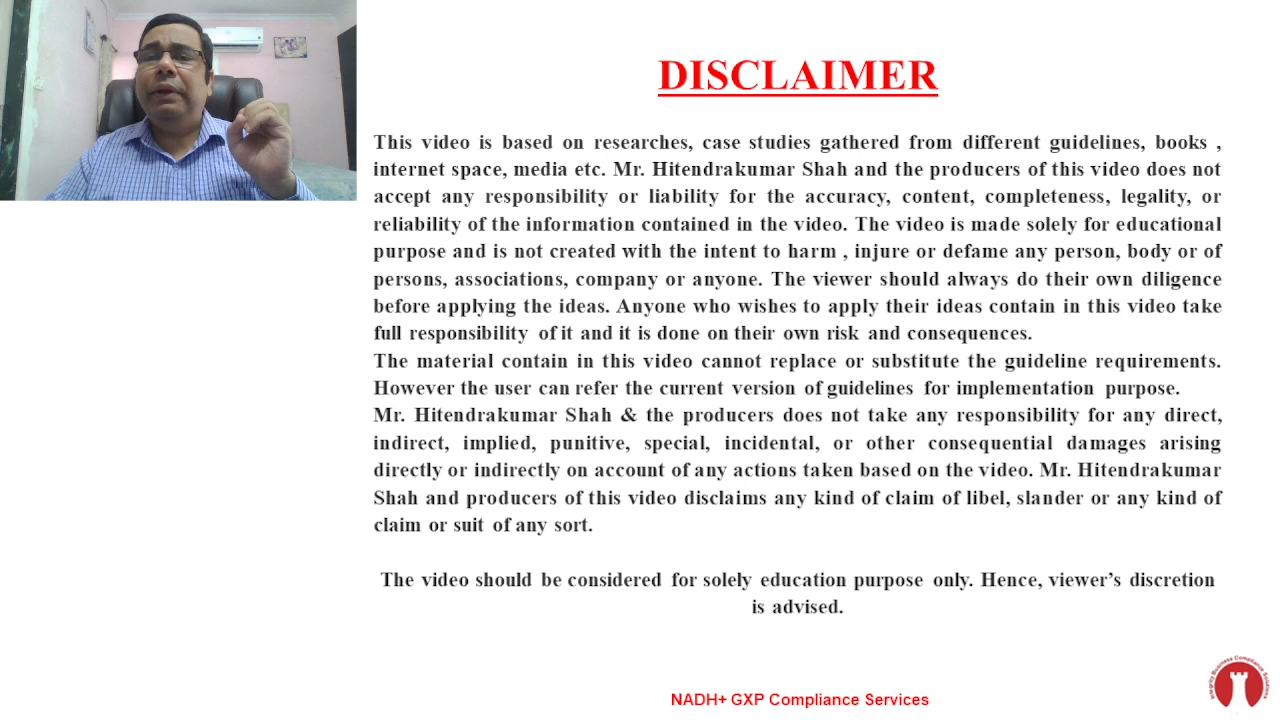 DISCLAIMER
This video is based on researches, case studies gathered from different guidelines, books ,
internet space, media etc. Mr. Hitendrakumar Shah and the producers of this video does not
accept any responsibility or liability for the accuracy, content, completeness, legality, or
reliability of the information contained in the video. The video is made solely for educational
purpose and is not created with the intent to harm , injure or defame any person, body or of
persons, associations, company or anyone. The viewer should always do their own diligence
before applying the ideas. Anyone who wishes to apply their ideas contain in this video take
full responsibility of it and it is done on their own risk and consequences.
The material contain in this video cannot replace or substitute the guideline requirements.
However the user can refer the current version of guidelines for implementation purpose.
Mr. Hitendrakumar Shah & the producers does not take any responsibility for any direct,
indirect, implied, punitive, special, incidental, or other consequential damages arising
directly or indirectly on account of any actions taken based on the video. Mr. Hitendrakumar
Shah and producers of this video disclaims any kind of claim of libel, slander or any kind of
claim or suit of any sort.
The video should be considered for solely education purpose only. Hence, viewer’s discretion
is advised.
NADH+ GXP Compliance Services
Integrity Business Compliance Solutions